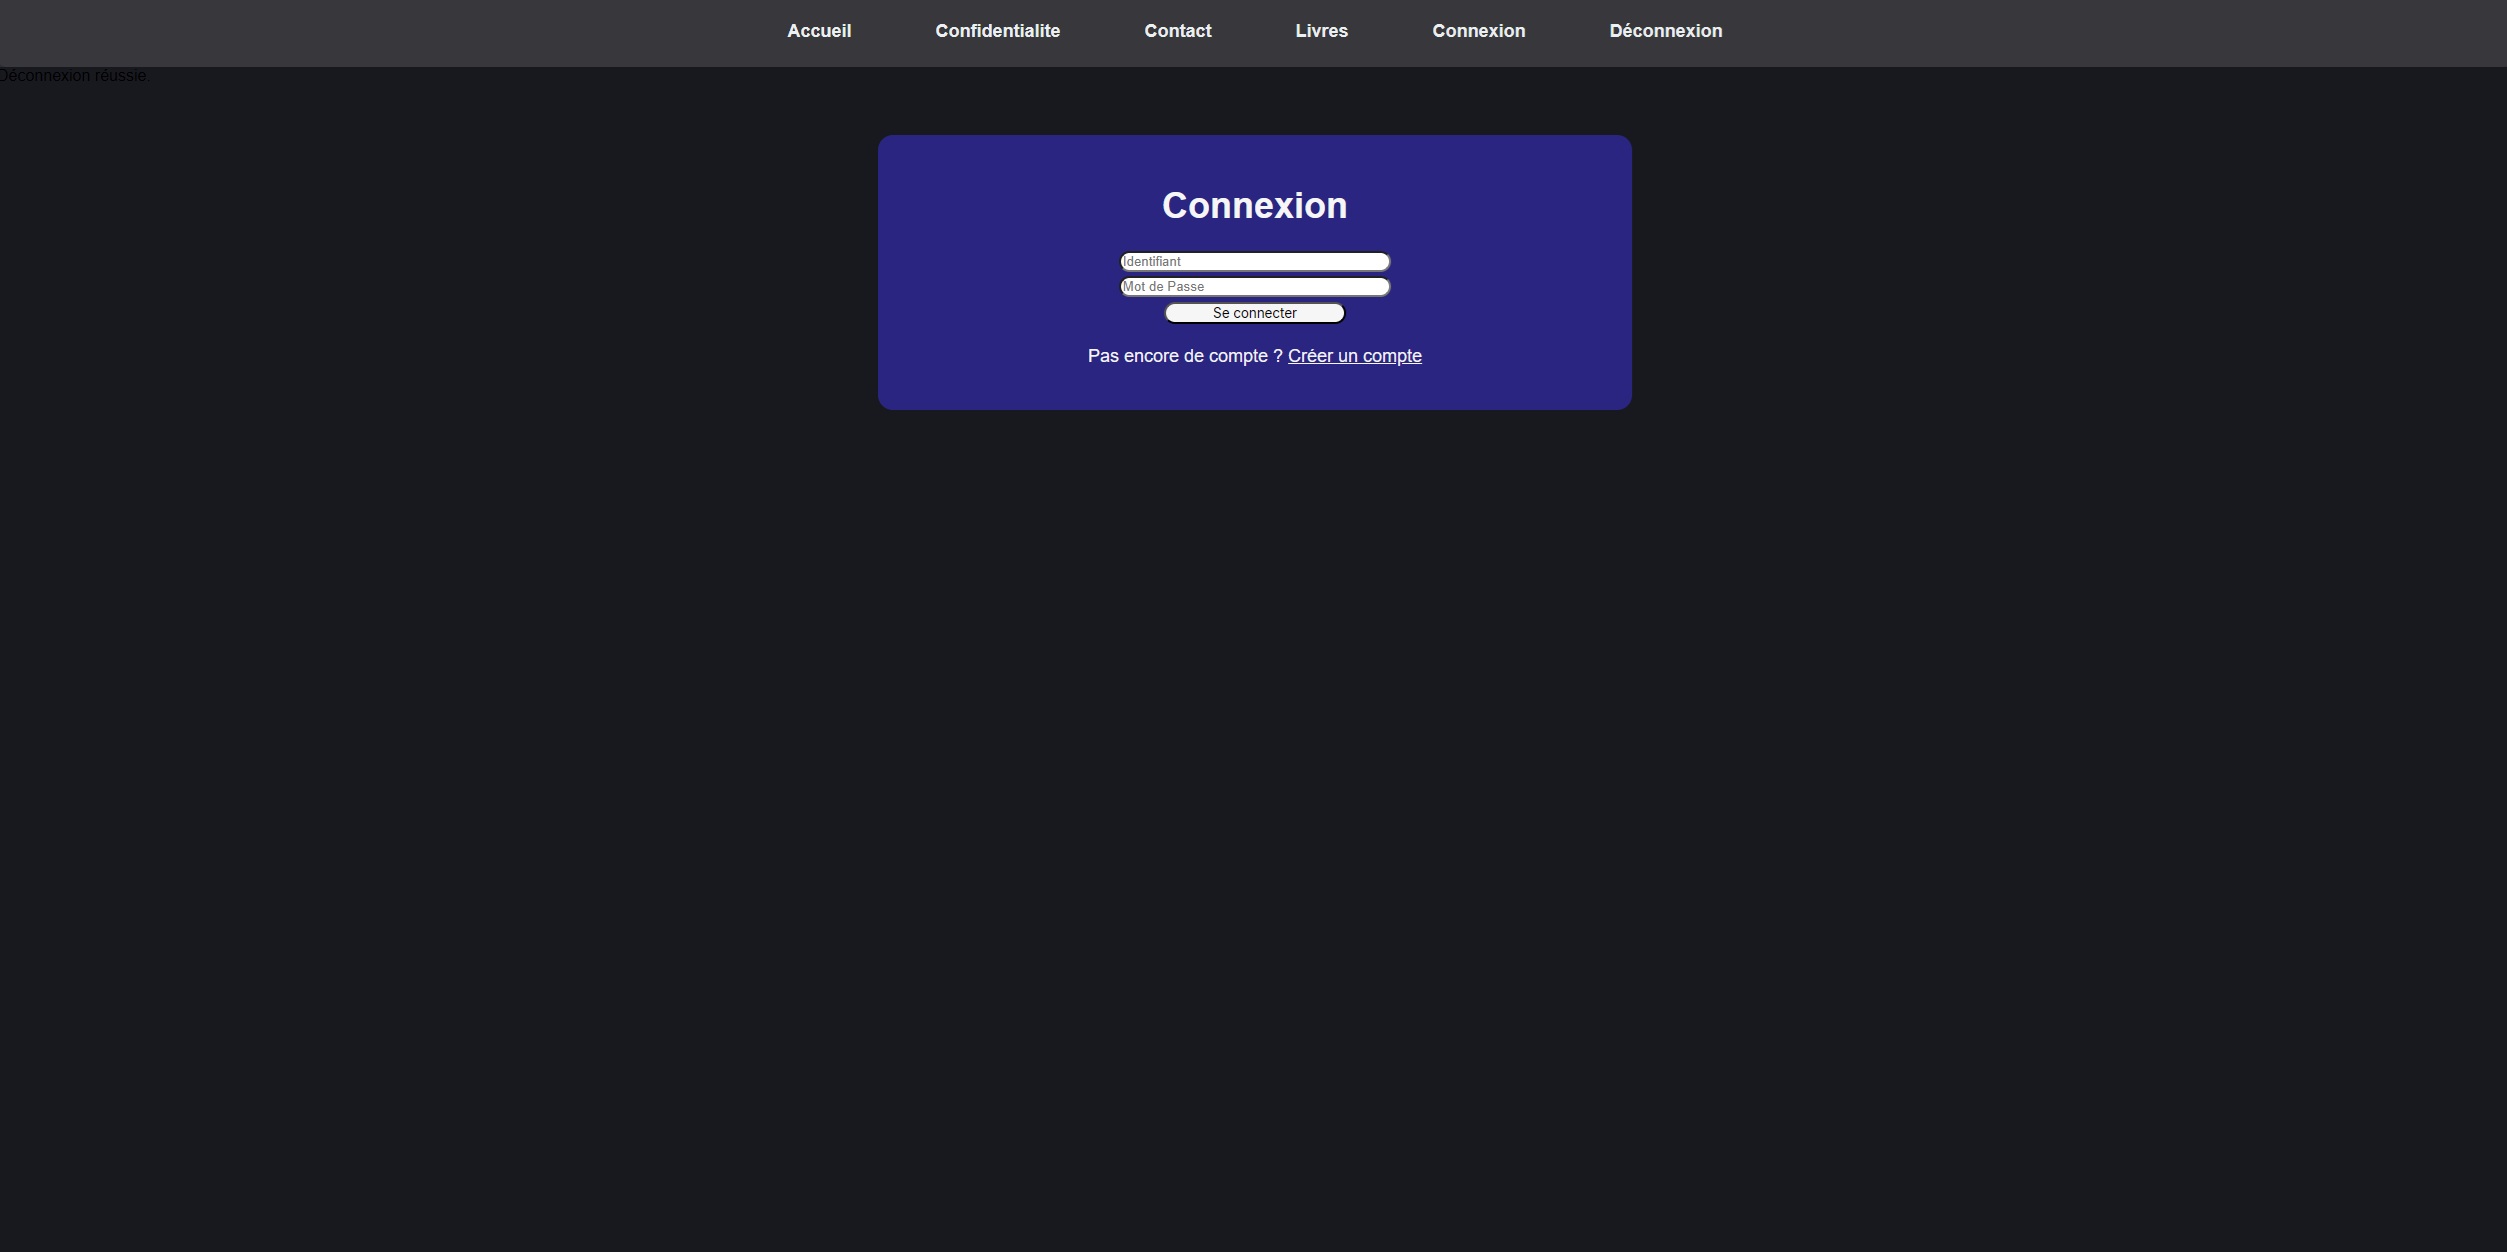 Accueil Confidentialite Contact Livres Connexion Déconnexion
Déconnexion réussie.
Connexion
Identifiant
Mot de Passe
Se connecter
Pas encore de compte ? Créer un compte